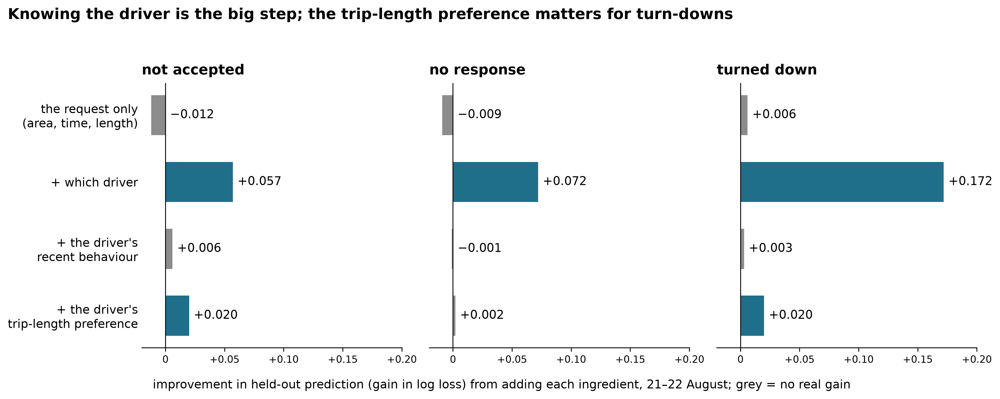 Knowing the driver is the big step; the trip-length preference matters for turn-downs
not accepted
no response
turned down
the request only
(area, time, length)
−0.012
−0.009
+0.006
+ which driver
+0.057
+0.072
+0.172
+ the driver's
recent behaviour
+0.006
−0.001
+0.003
+ the driver's
trip-length preference
+0.020
+0.002
+0.020
0 +0.05 +0.10 +0.15 +0.20
0 +0.05 +0.10 +0.15 +0.20
0 +0.05 +0.10 +0.15 +0.20
improvement in held-out prediction (gain in log loss) from adding each ingredient, 21–22 August; grey = no real gain